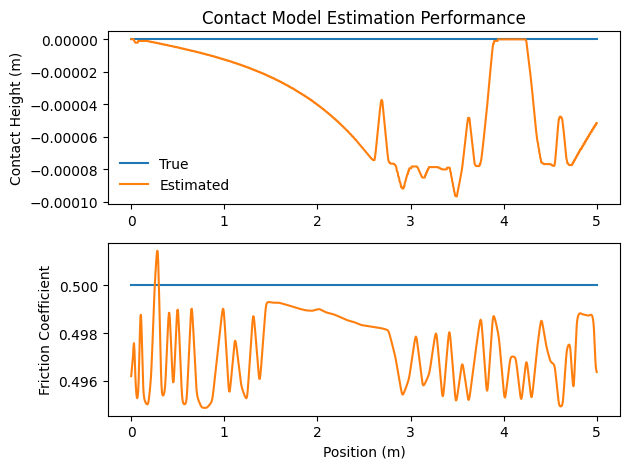 Contact Model Estimation Performance
Contact Height (m)
0.00000
−0.00002
−0.00004
−0.00006
−0.00008
−0.00010
True
Estimated
0 1 2 3 4 5
Friction Coefficient
0.500
0.498
0.496
0 1 2 3 4 5
Position (m)